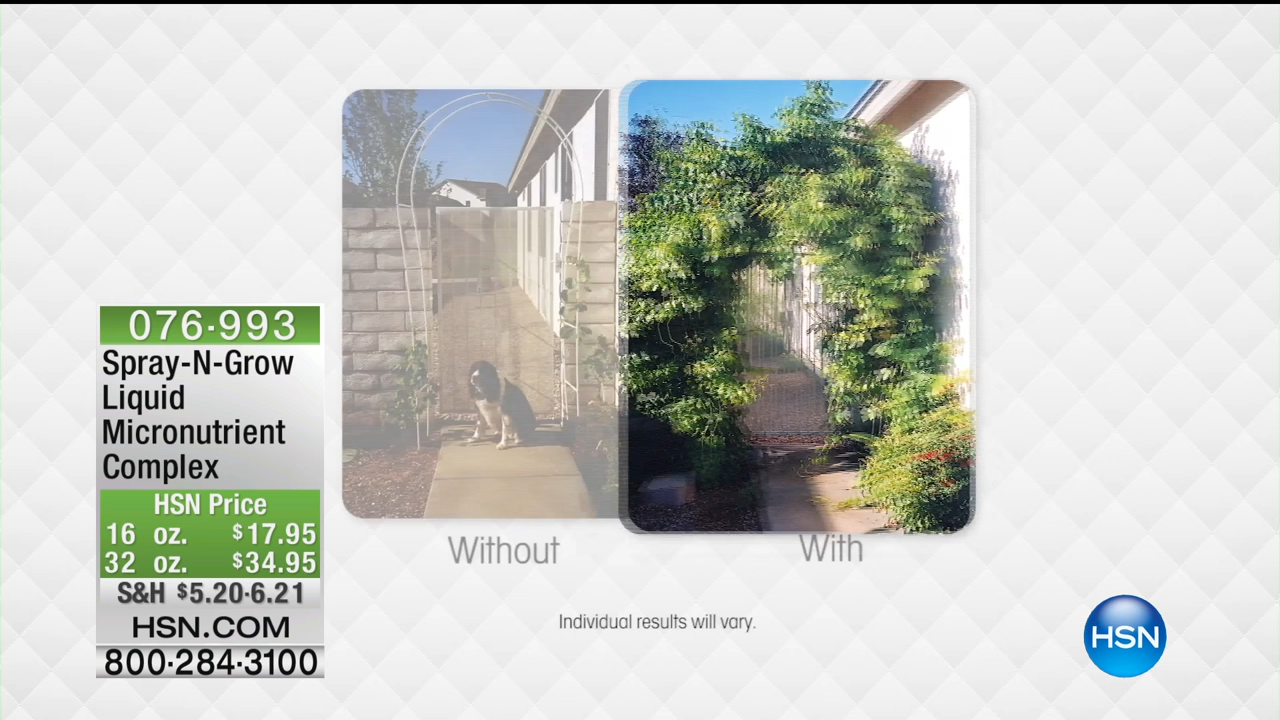 076-993
Spray-N-Grow
Liquid
Micronutrient
Complex
HSN Price
16 oz. $17.95
32 oz. $34.95
S&H $5.20-6.21
HSN.COM
800-284-3100
Without
With
Individual results will vary.
HSN